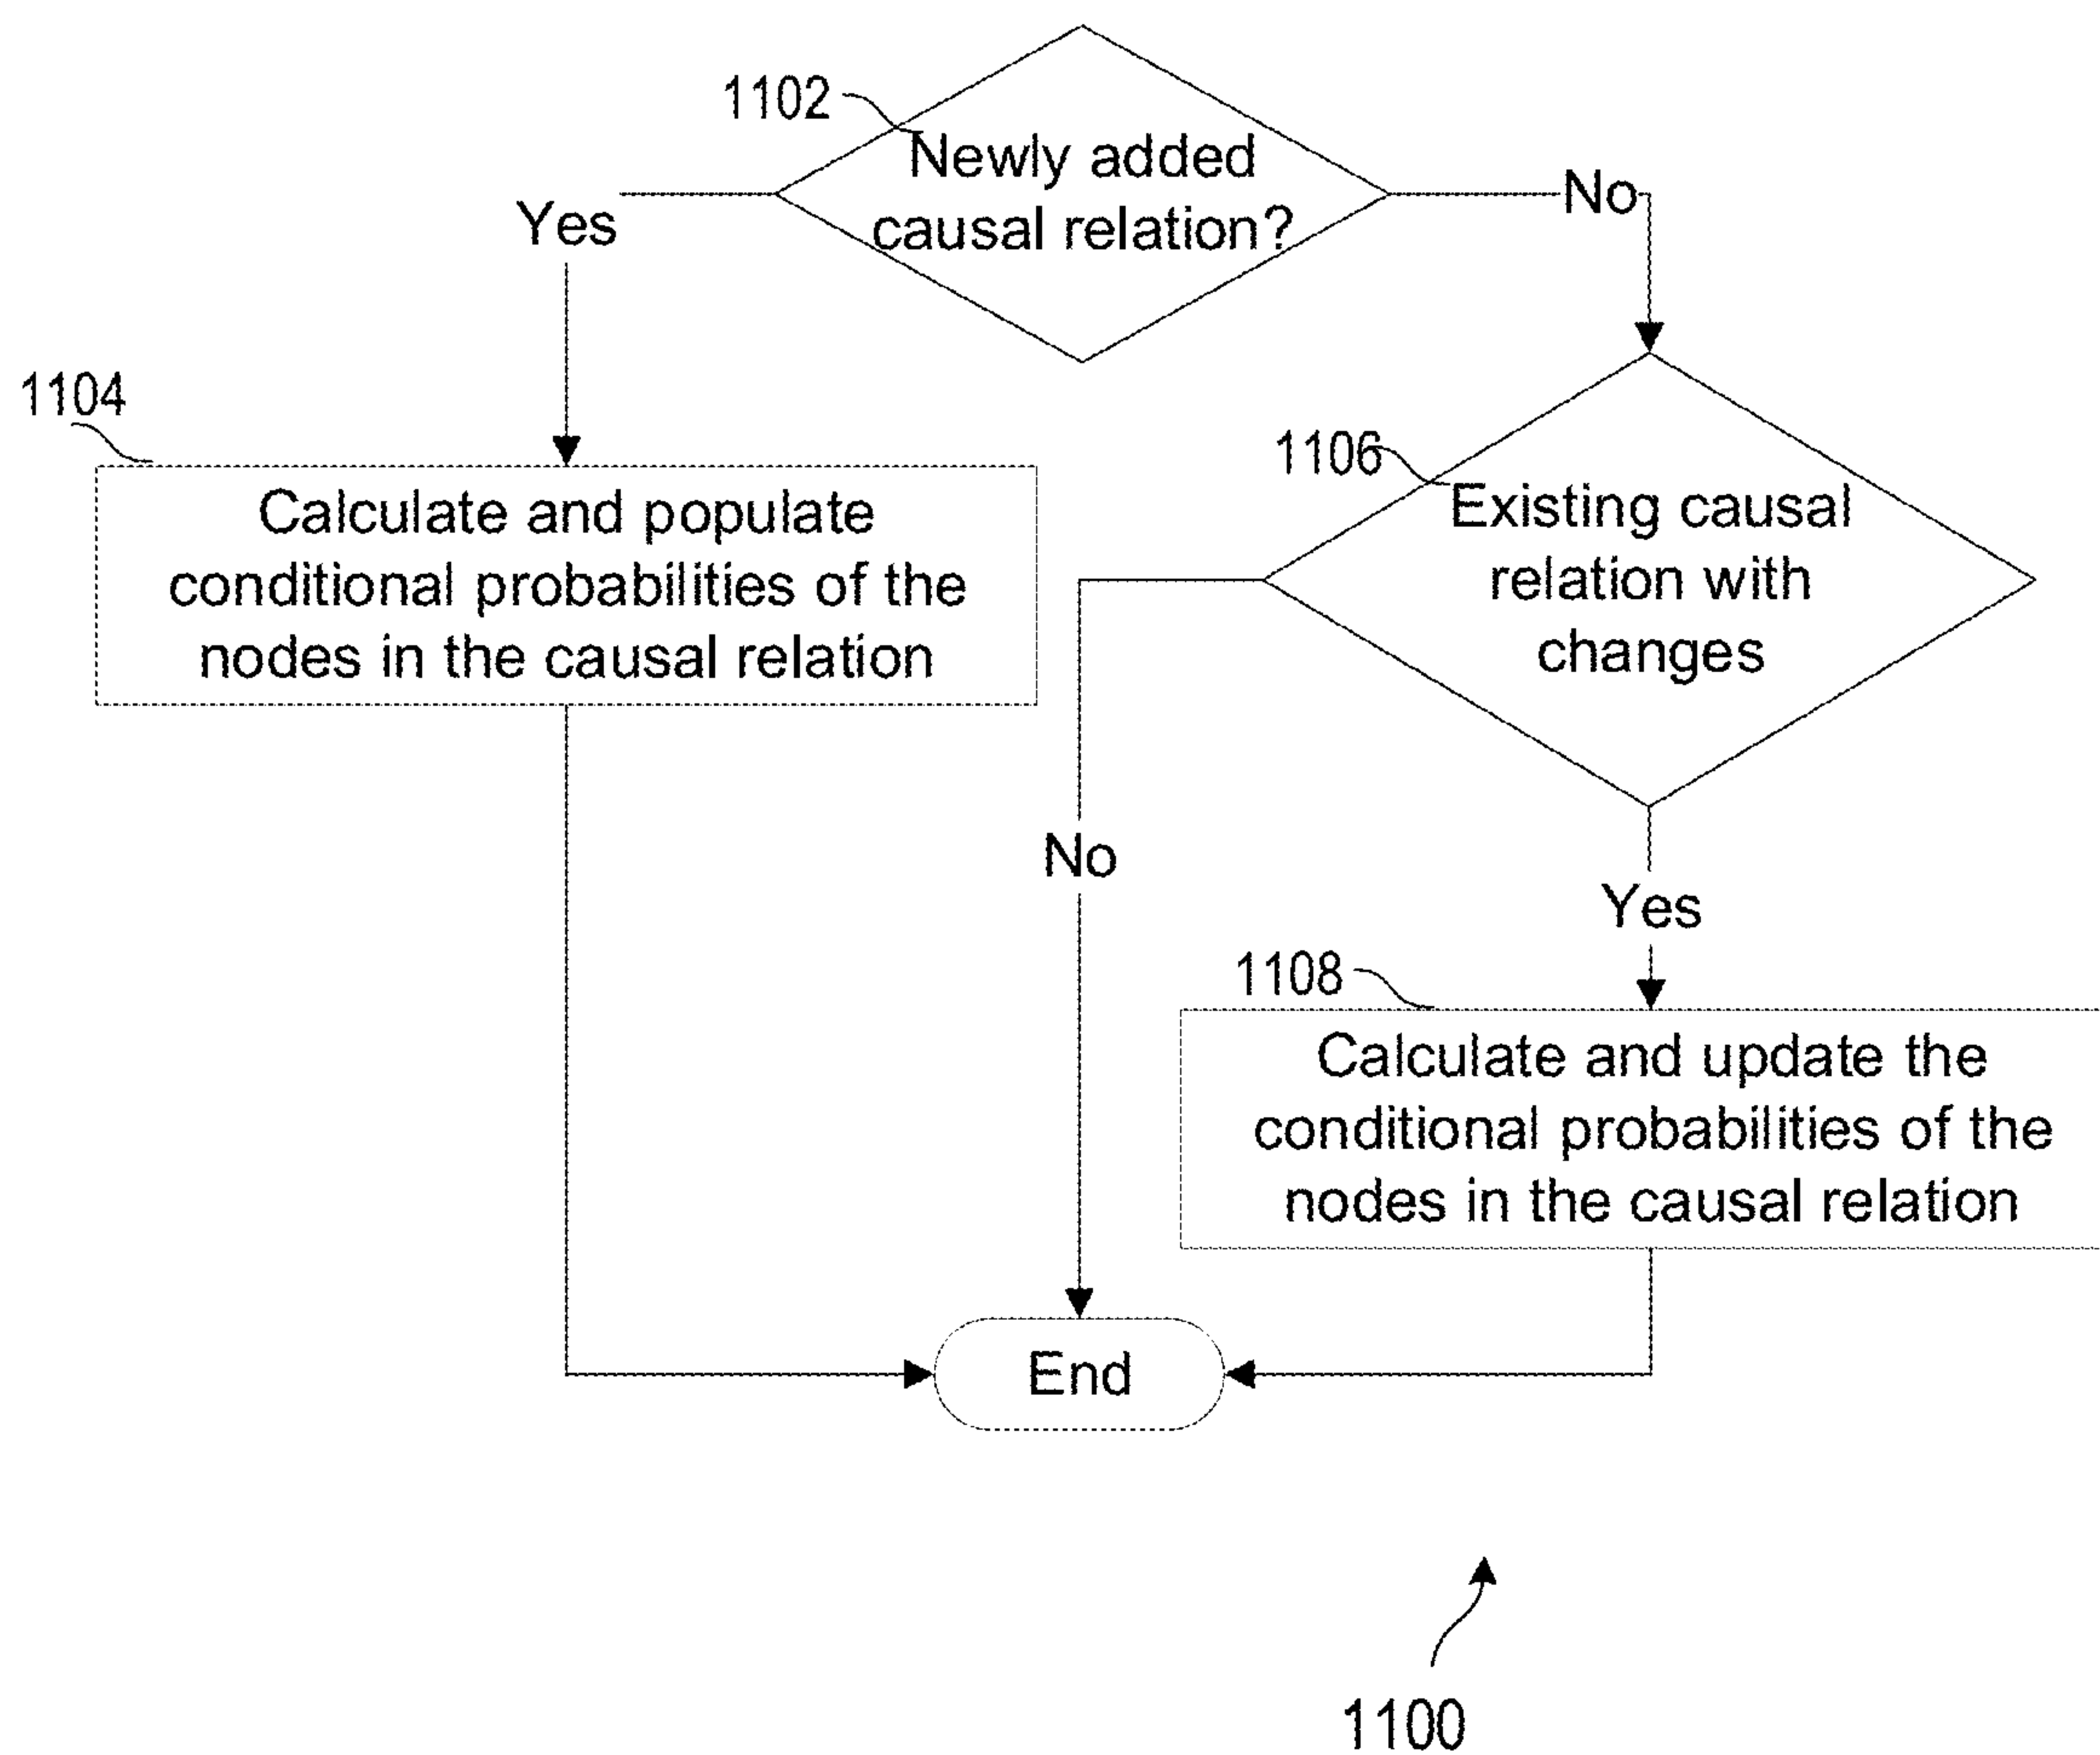 1102
Newly added
causal relation?
Yes
No
1104
Calculate and populate
conditional probabilities of the
nodes in the causal relation
1106
Existing causal
relation with
changes
No
Yes
1108
Calculate and update the
conditional probabilities of the
nodes in the causal relation
End
1100